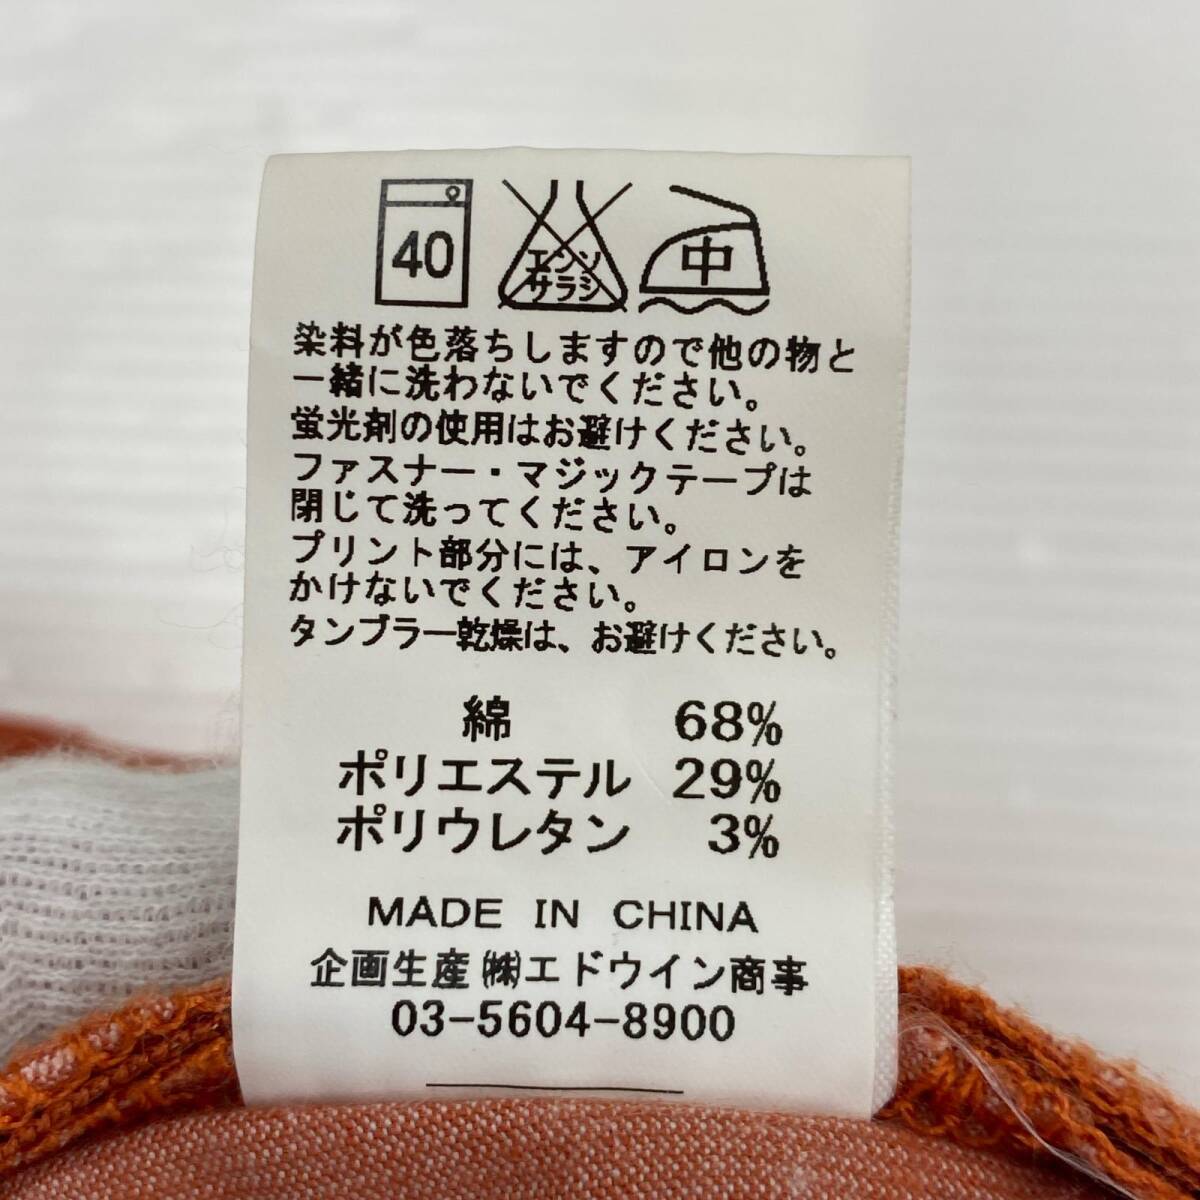 40
エンソ
サラシ
中
染料が色落ちしますので他の物と
一緒に洗わないでください。
蛍光剤の使用はお避けください。
ファスナー・マジックテープは
閉じて洗ってください。
プリント部分には、アイロンを
かけないでください。
タンブラー乾燥は、お避けください。
綿 68%
ポリエステル 29%
ポリウレタン 3%
MADE IN CHINA
企画生産㈱エドウイン商事
03-5604-8900